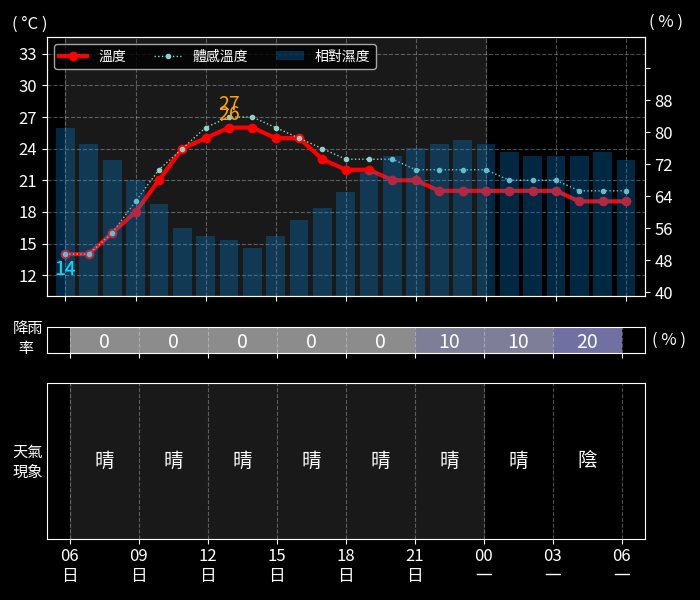 ( °C )
( % )
溫度 體感溫度 相對濕度
33
30
27
24
21
18
15
12
88
80
72
64
56
48
40
27
26
14
降雨率
0 0 0 0 0 10 10 20
( % )
天氣現象
晴 晴 晴 晴 晴 晴 晴 陰
06 09 12 15 18 21 00 03 06
日 日 日 日 日 日 一 一 一